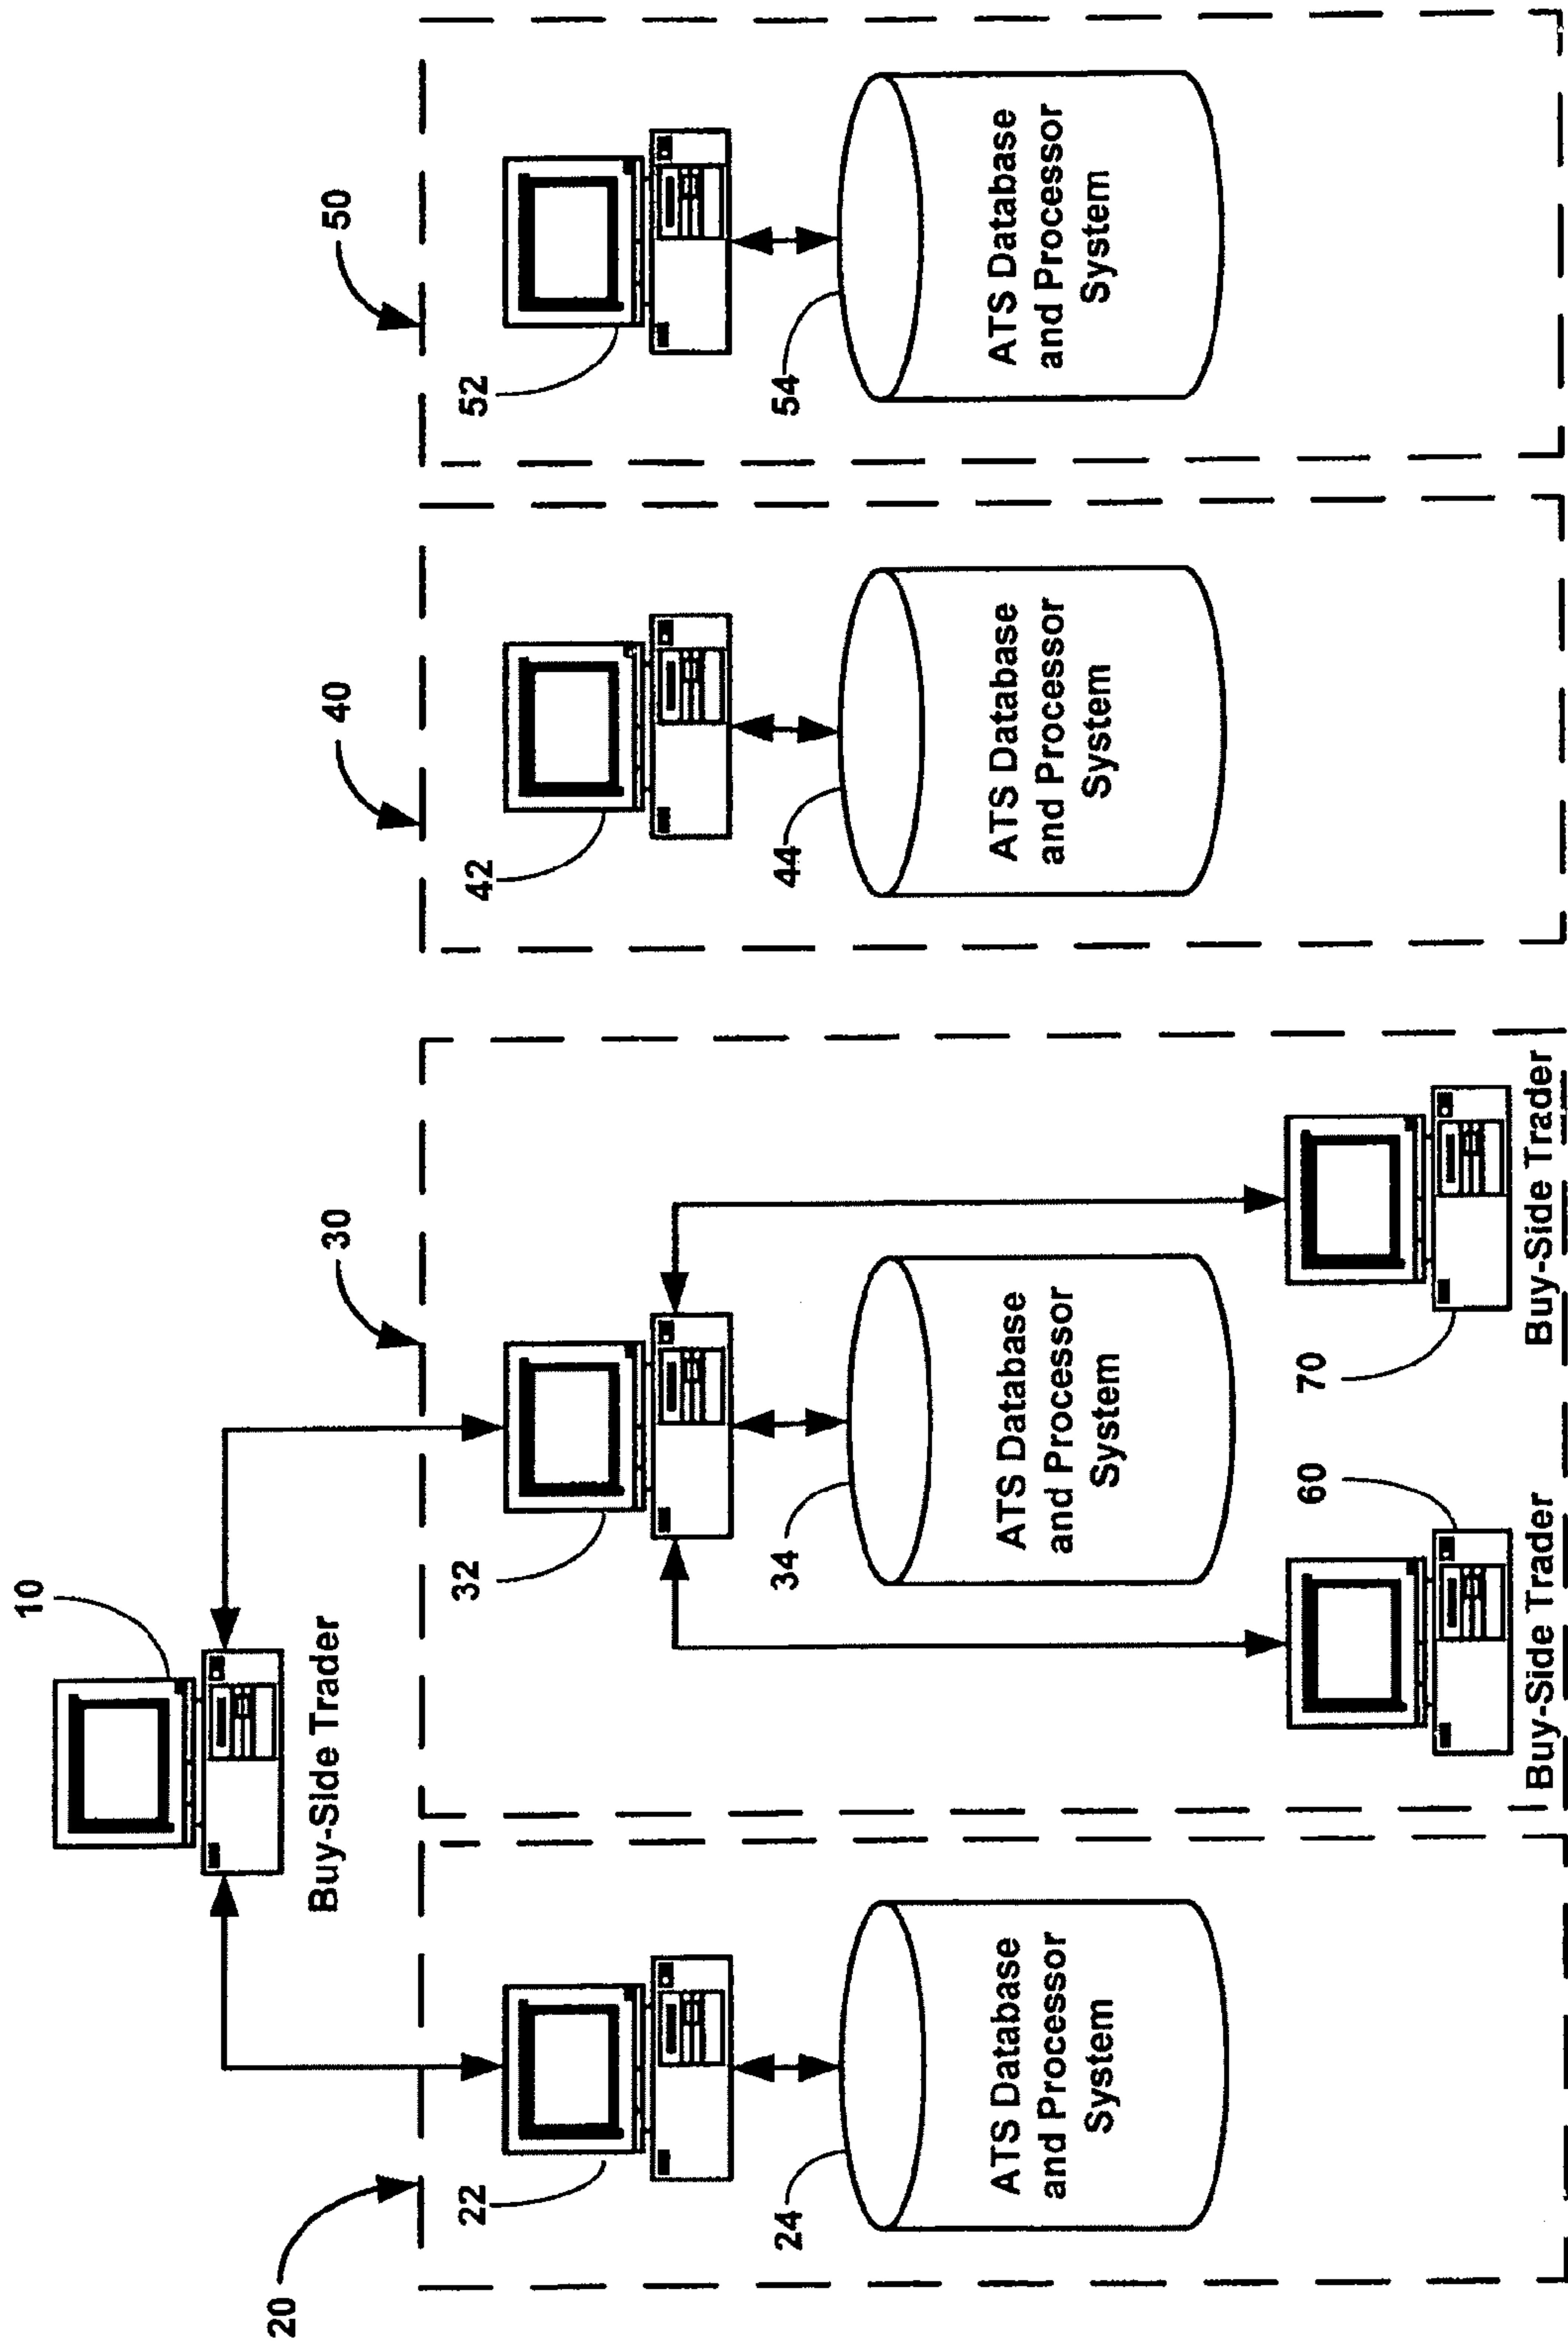 10
Buy-Side Trader
20
30
40
50
22
32
42
52
24
34
44
54
ATS Database
and Processor
System
ATS Database
and Processor
System
ATS Database
and Processor
System
ATS Database
and Processor
System
60
70
Buy-Side Trader
Buy-Side Trader